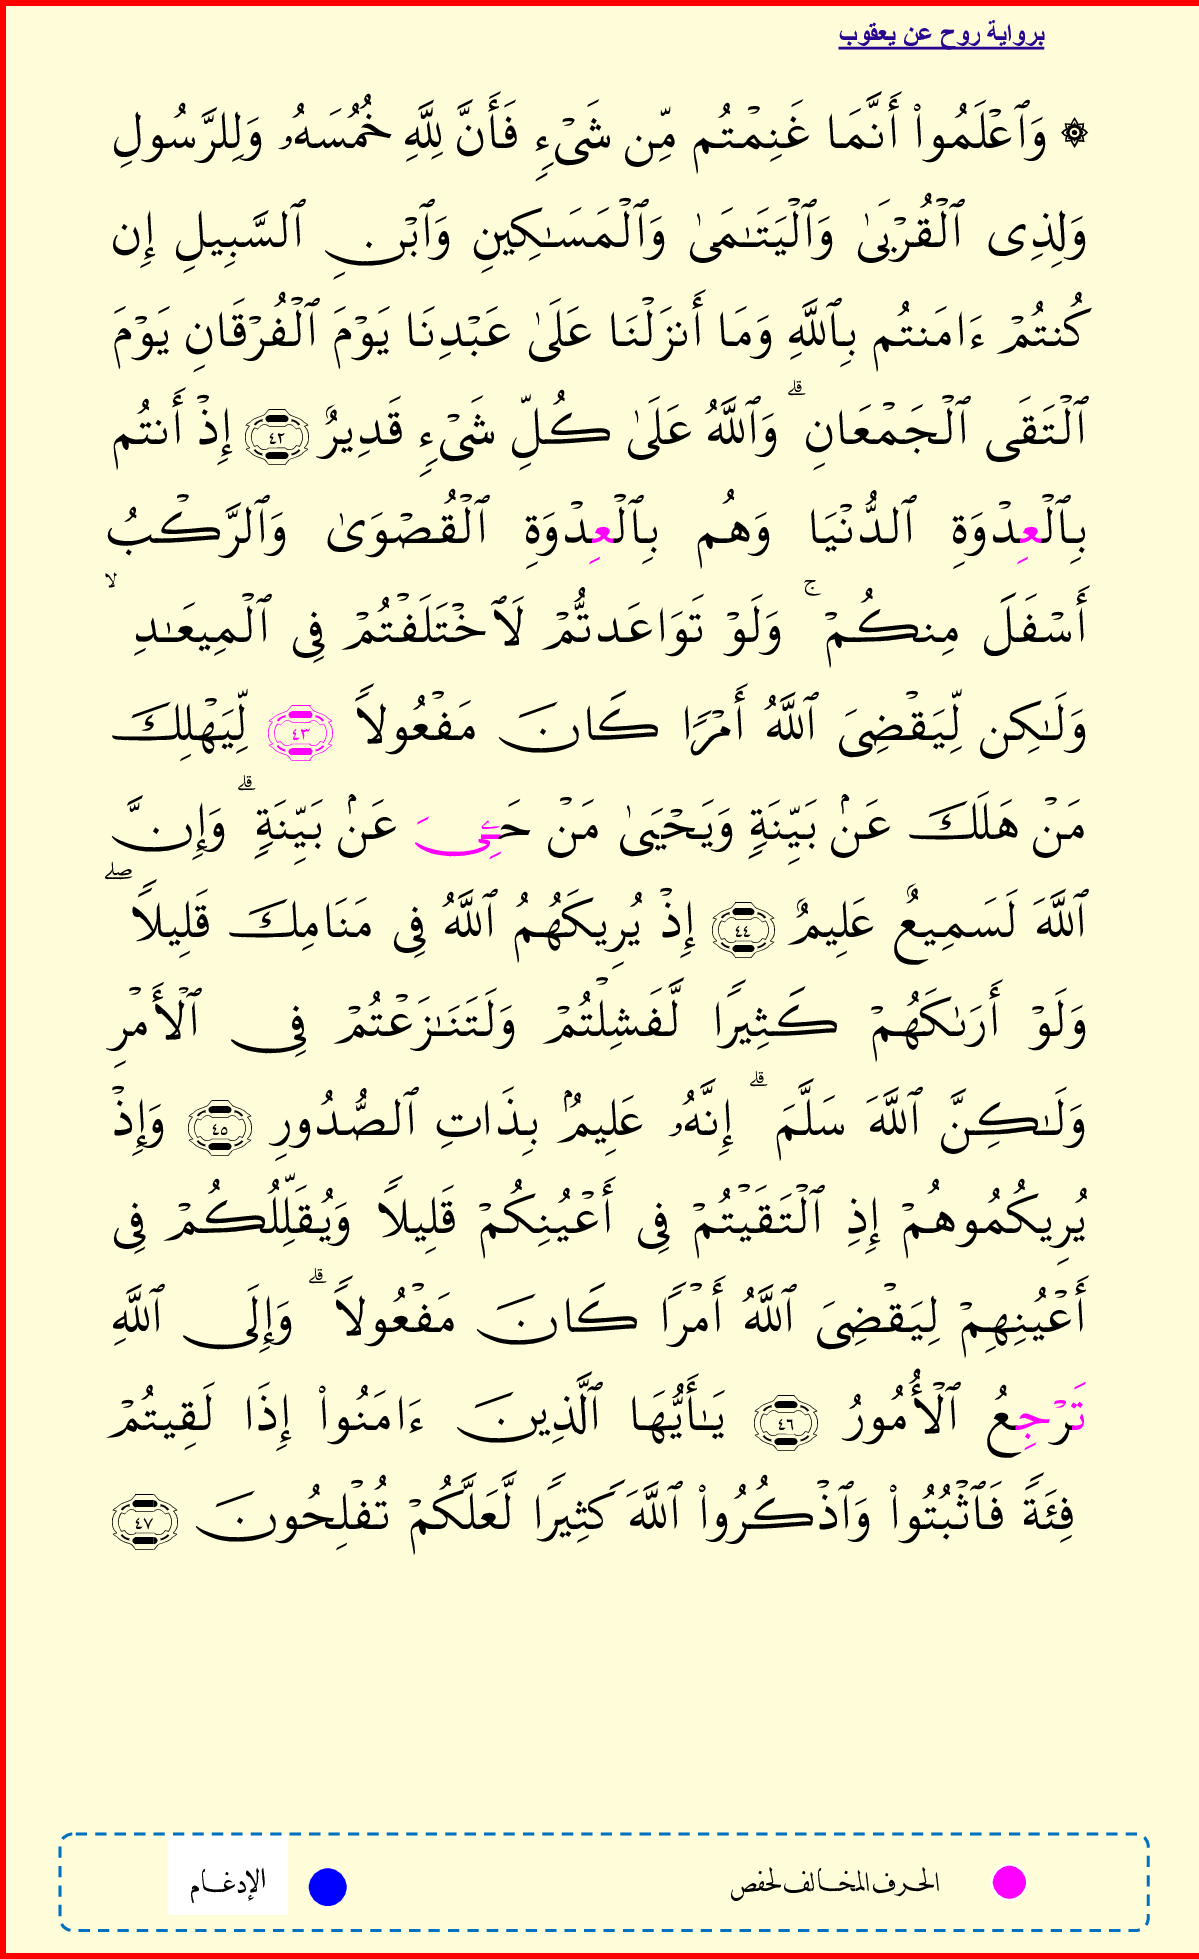 برواية روح عن يعقوب
۞ وَٱعۡلَمُوا۟ أَنَّمَا غَنِمۡتُم مِّن شَىۡءٍ فَأَنَّ لِلَّهِ خُمُسَهُۥ وَلِلرَّسُولِ
وَلِذِى ٱلۡقُرۡبَىٰ وَٱلۡيَتَـٰمَىٰ وَٱلۡمَسَـٰكِينِ وَٱبۡنِ ٱلسَّبِيلِ إِن
كُنتُمۡ ءَامَنتُم بِٱللَّهِ وَمَا أَنزَلۡنَا عَلَىٰ عَبۡدِنَا يَوۡمَ ٱلۡفُرۡقَانِ يَوۡمَ
ٱلۡتَقَى ٱلۡجَمۡعَانِ ۗ وَٱللَّهُ عَلَىٰ كُلِّ شَىۡءٍ قَدِيرٌ ٤٢ إِذۡ أَنتُم
بِٱلۡعِدۡوَةِ ٱلدُّنۡيَا وَهُم بِٱلۡعِدۡوَةِ ٱلۡقُصۡوَىٰ وَٱلرَّكۡبُ
أَسۡفَلَ مِنكُمۡ ۚ وَلَوۡ تَوَاعَدتُّمۡ لَٱخۡتَلَفۡتُمۡ فِى ٱلۡمِيعَـٰدِ ۙ
وَلَـٰكِن لِّيَقۡضِىَ ٱللَّهُ أَمۡرًا كَانَ مَفۡعُولًا ٤٣ لِّيَهۡلِكَ
مَنۡ هَلَكَ عَنۢ بَيِّنَةٍ وَيَحۡيَىٰ مَنۡ حَىَّ عَنۢ بَيِّنَةٍ ۗ وَإِنَّ
ٱللَّهَ لَسَمِيعٌ عَلِيمٌ ٤٤ إِذۡ يُرِيكَهُمُ ٱللَّهُ فِى مَنَامِكَ قَلِيلًا ۖ
وَلَوۡ أَرَىٰكَهُمۡ كَثِيرًا لَّفَشِلۡتُمۡ وَلَتَنَـٰزَعۡتُمۡ فِى ٱلۡأَمۡرِ
وَلَـٰكِنَّ ٱللَّهَ سَلَّمَ ۗ إِنَّهُۥ عَلِيمُۢ بِذَاتِ ٱلصُّدُورِ ٤٥ وَإِذۡ
يُرِيكُمُوهُمۡ إِذِ ٱلۡتَقَيۡتُمۡ فِى أَعۡيُنِكُمۡ قَلِيلًا وَيُقَلِّلُكُمۡ فِى
أَعۡيُنِهِمۡ لِيَقۡضِىَ ٱللَّهُ أَمۡرًا كَانَ مَفۡعُولًا ۗ وَإِلَى ٱللَّهِ
تَرۡجِعُ ٱلۡأُمُورُ ٤٦ يَـٰأَيُّهَا ٱلَّذِينَ ءَامَنُوا۟ إِذَا لَقِيتُمۡ
فِئَةً فَٱثۡبُتُوا۟ وَٱذۡكُرُوا۟ ٱللَّهَ كَثِيرًا لَّعَلَّكُمۡ تُفۡلِحُونَ ٤٧
الحرف المخالف لحفص الإدغام